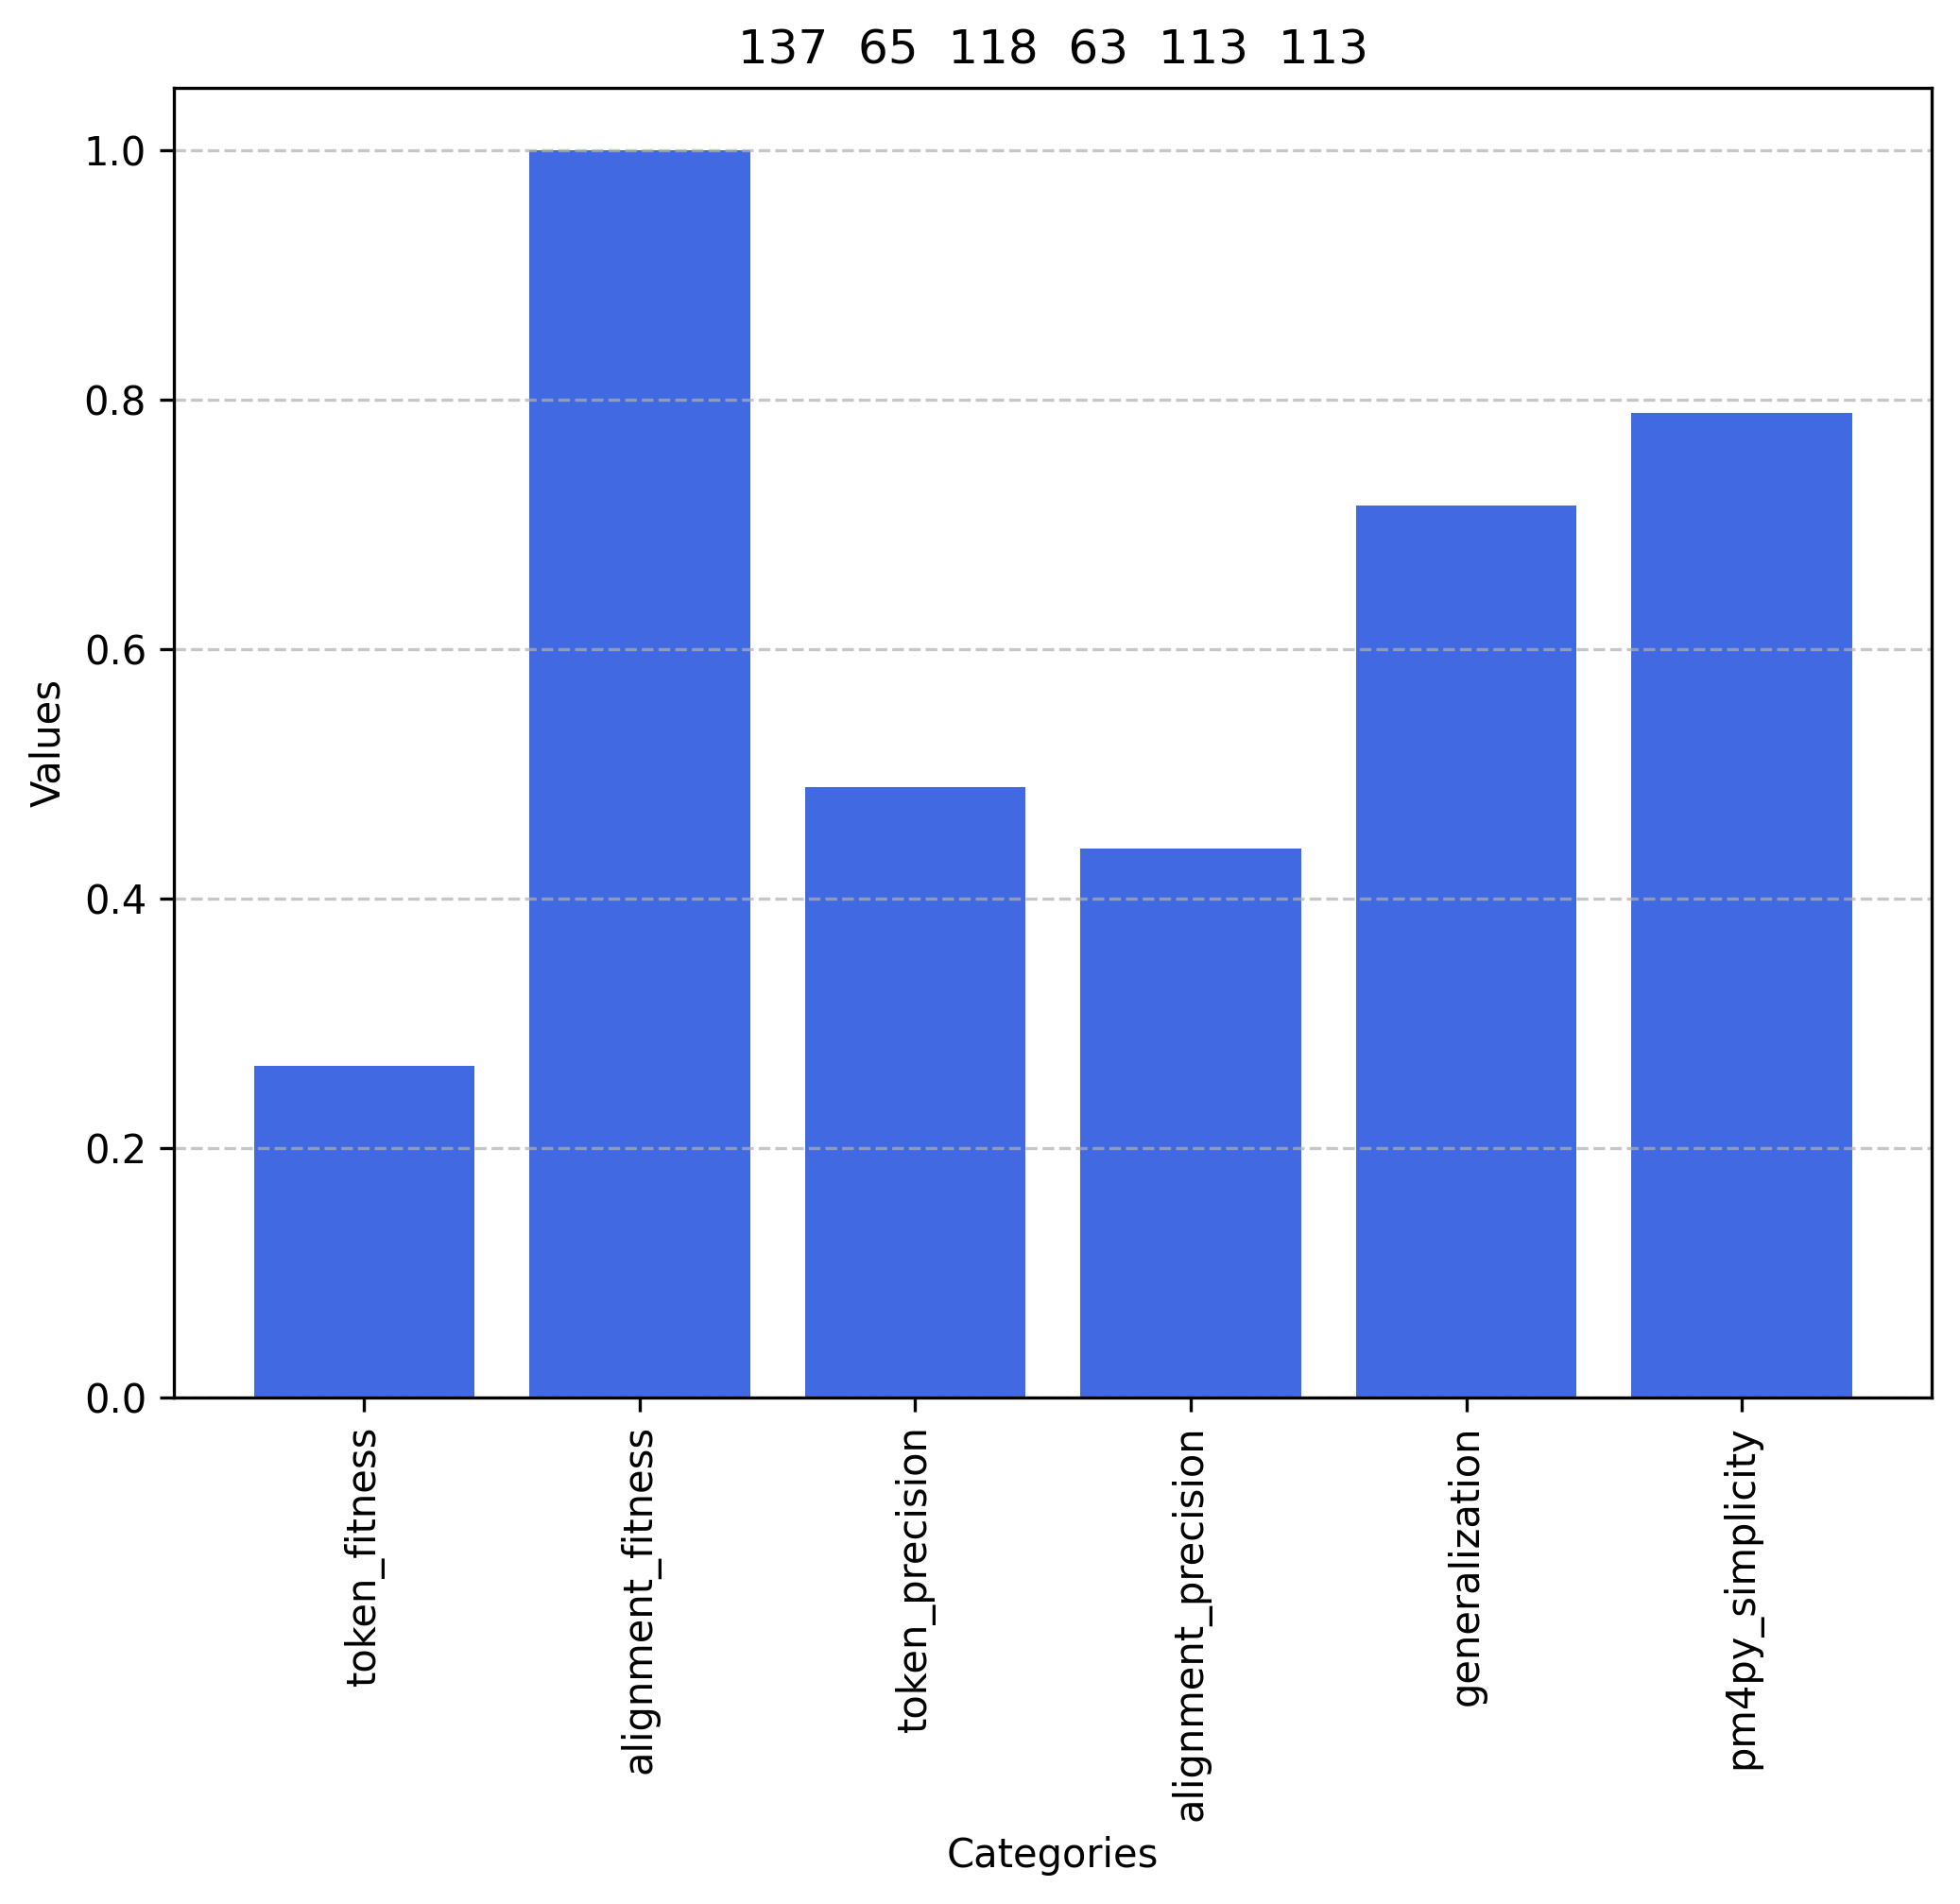 137 65 118 63 113 113
Values
1.0
0.8
0.6
0.4
0.2
0.0
token_fitness
alignment_fitness
token_precision
alignment_precision
generalization
pm4py_simplicity
Categories